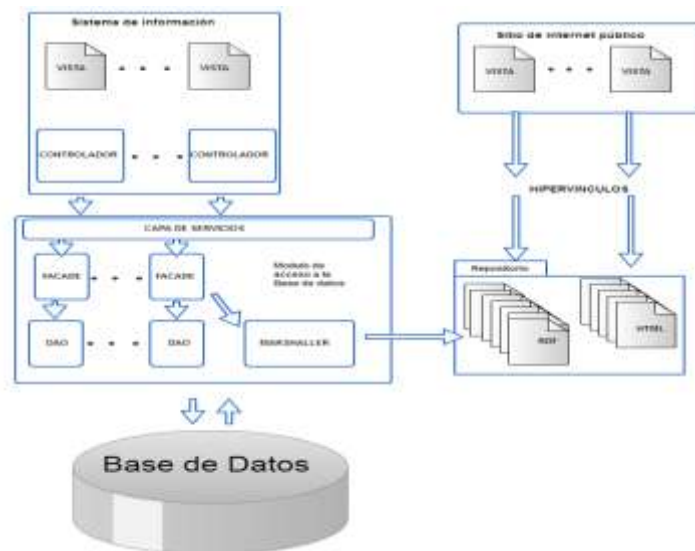 Sistema de información
VISTA
VISTA
CONTROLADOR
CONTROLADOR
Sitio de Internet público
VISTA
VISTA
HIPERVINCULOS
CAPA DE SERVICIOS
FACADE
FACADE
Modulo de
acceso a la
Base de datos
DAO
DAO
MARSHALLER
Repositorio
RDF
HTML
Base de Datos